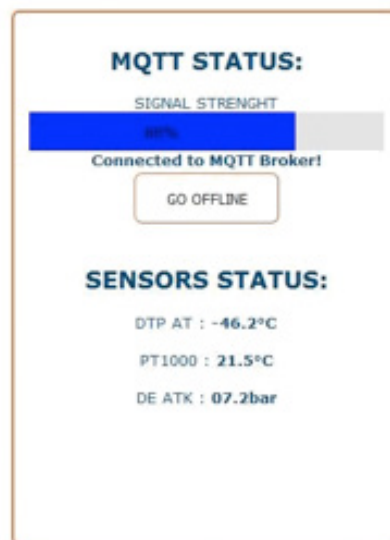 MQTT STATUS:
SIGNAL STRENGHT
Connected to MQTT Broker!
GO OFFLINE
SENSORS STATUS:
DTP AT : -46.2°C
PT1000 : 21.5°C
DE ATK : 07.2bar